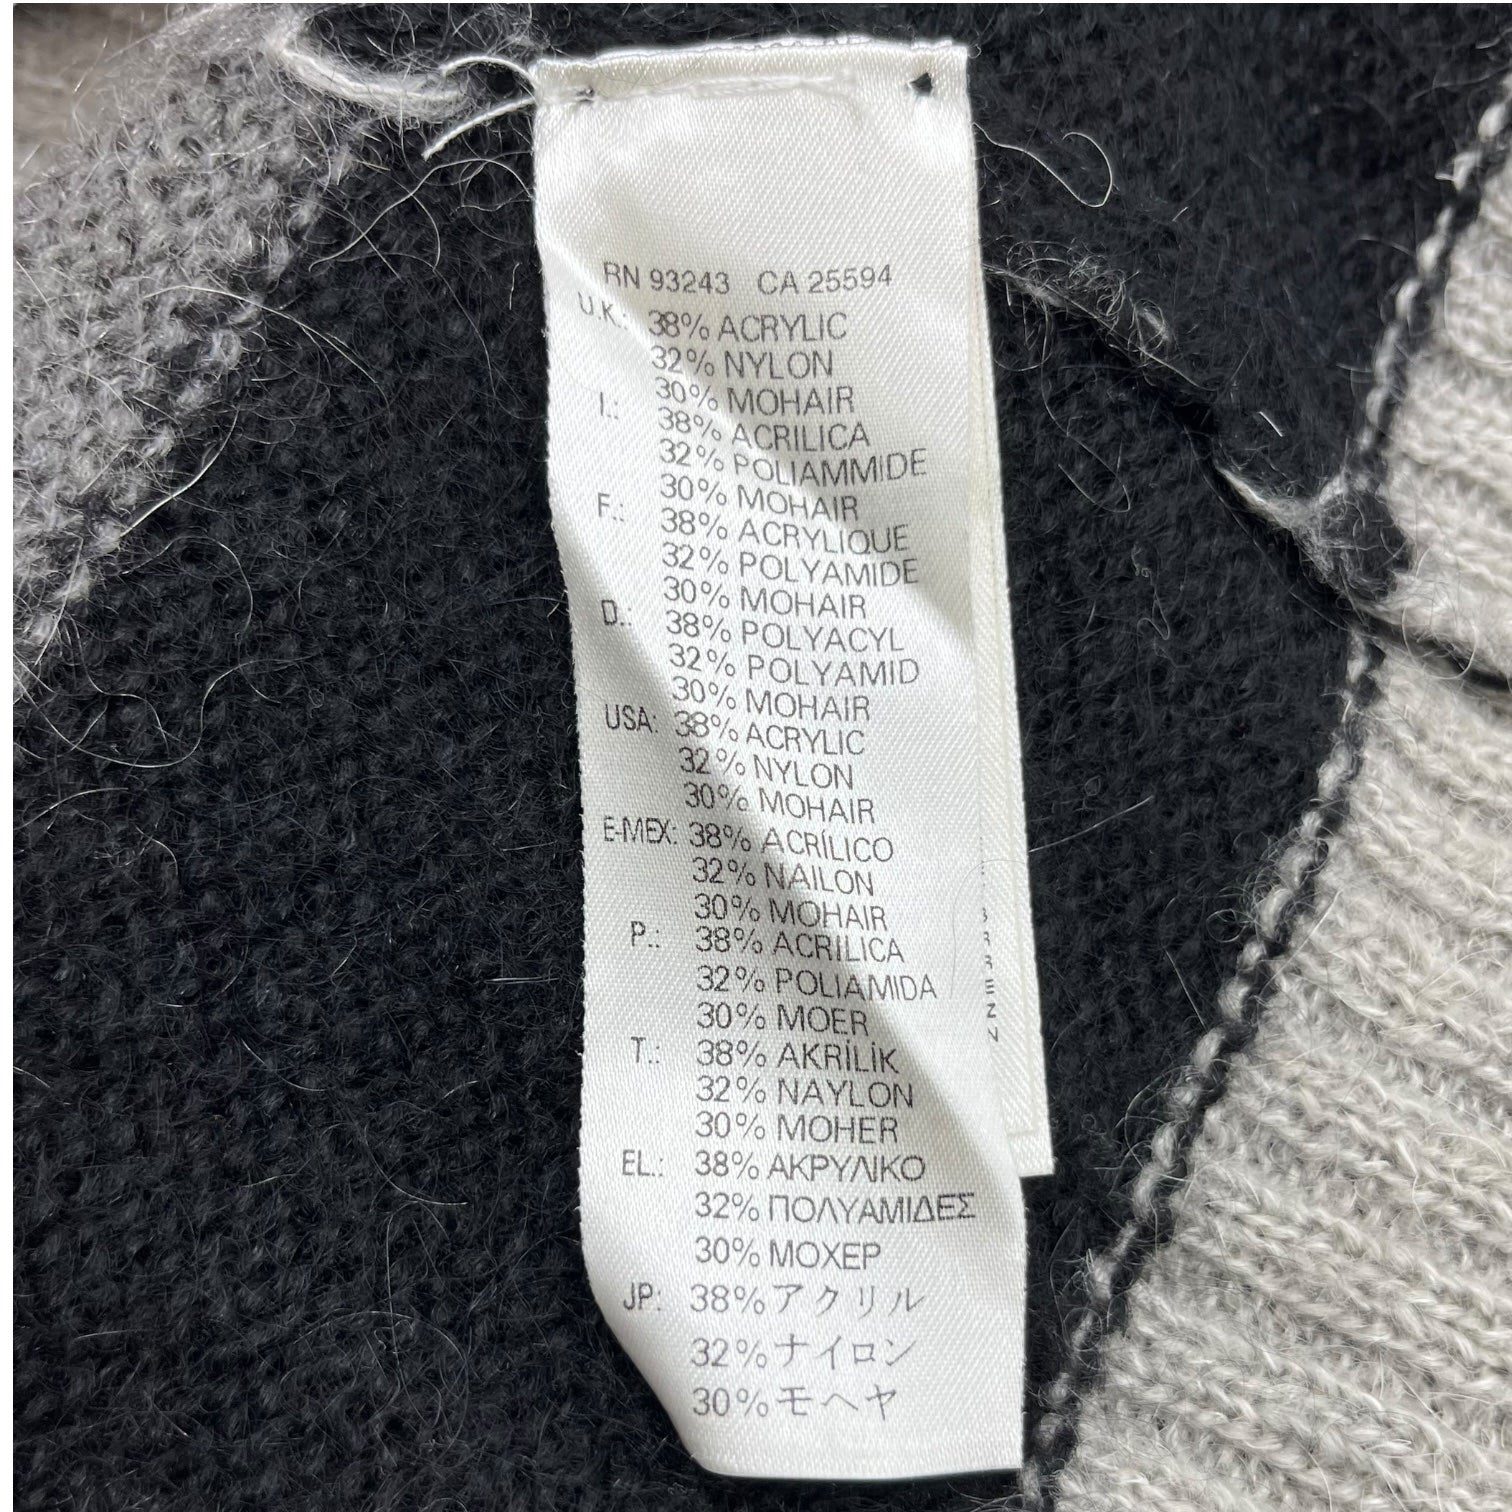 RN 93243 CA 25594
U.K.: 38% ACRYLIC
32% NYLON
30% MOHAIR
I.: 38% ACRILICA
32% POLIAMMIDE
30% MOHAIR
F.: 38% ACRYLIQUE
32% POLYAMIDE
30% MOHAIR
D.: 38% POLYACYL
32% POLYAMID
30% MOHAIR
USA: 38% ACRYLIC
32% NYLON
30% MOHAIR
E-MEX: 38% ACRÍLICO
32% NAILON
30% MOHAIR
P.: 38% ACRILICA
32% POLIAMIDA
30% MOER
T.: 38% AKRİLİK
32% NAYLON
30% MOHER
EL.: 38% ΑΚΡΥΛΙΚΟ
32% ΠΟΛΥΑΜΙΔΕΣ
30% ΜΟΧΕΡ
JP: 38%アクリル
32%ナイロン
30%モヘヤ